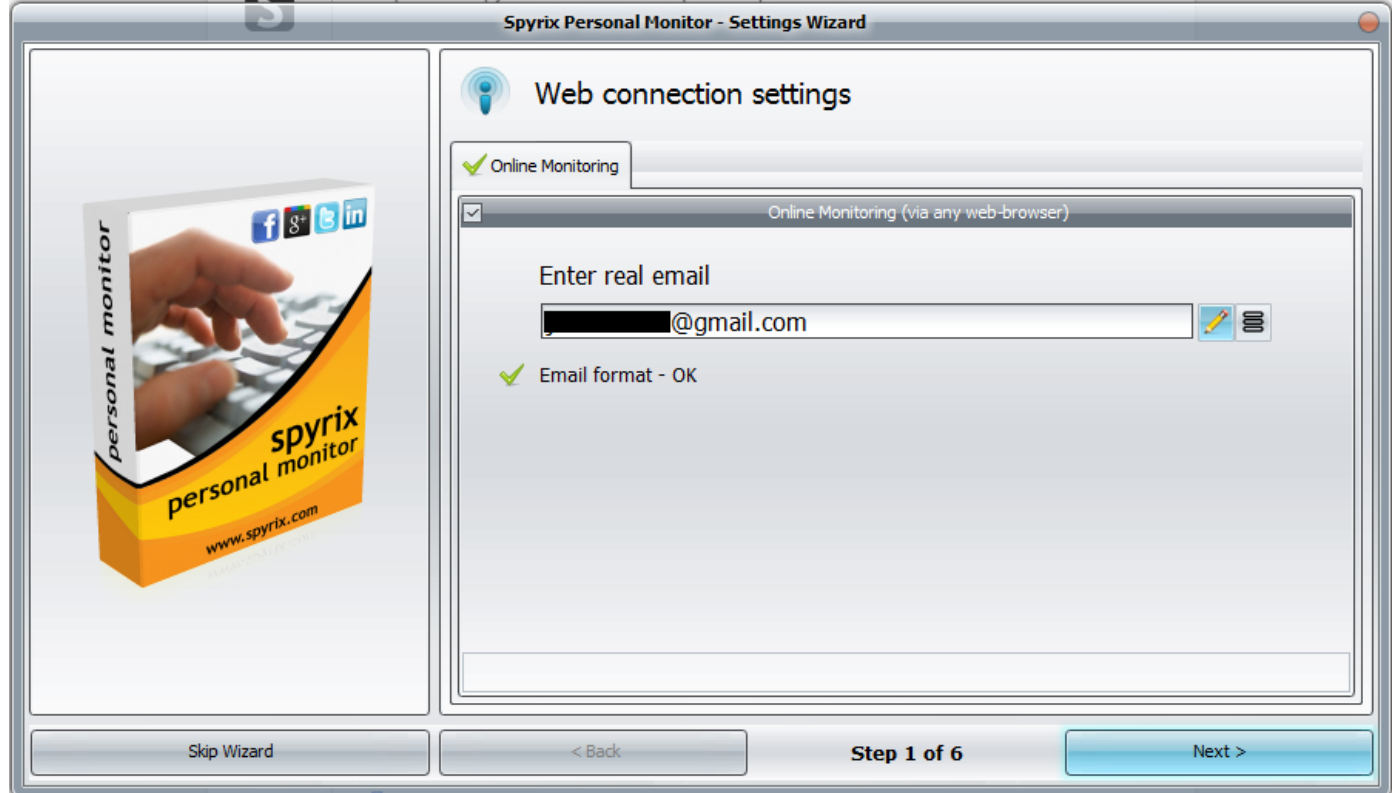 Spyrix Personal Monitor - Settings Wizard
Web connection settings
Online Monitoring
Online Monitoring (via any web-browser)
Enter real email
@gmail.com
Email format - OK
personal monitor
f g+ t in
spyrix
personal monitor
www.spyrix.com
Skip Wizard
< Back
Step 1 of 6
Next >